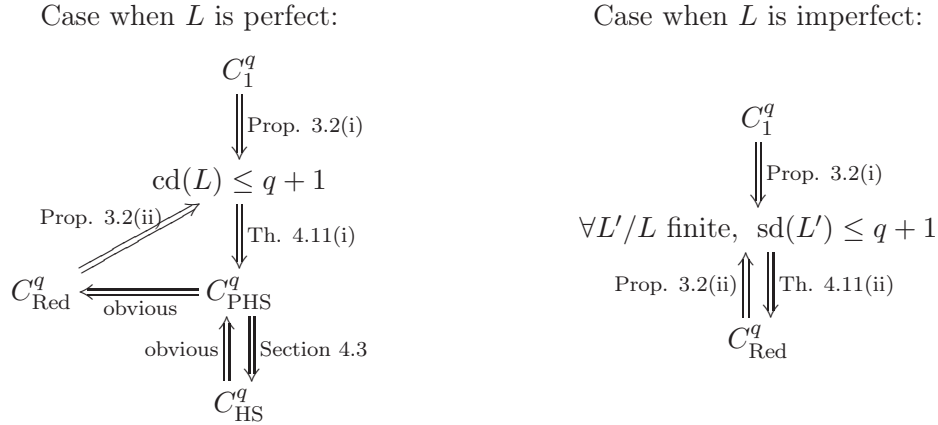 Case when L is perfect:
C_1^q
Prop. 3.2(i)
cd(L) ≤ q + 1
Prop. 3.2(ii)
Th. 4.11(i)
C_Red^q
obvious
C_PHS^q
obvious
Section 4.3
C_HS^q
Case when L is imperfect:
C_1^q
Prop. 3.2(i)
∀L′/L finite, sd(L′) ≤ q + 1
Prop. 3.2(ii)
Th. 4.11(ii)
C_Red^q